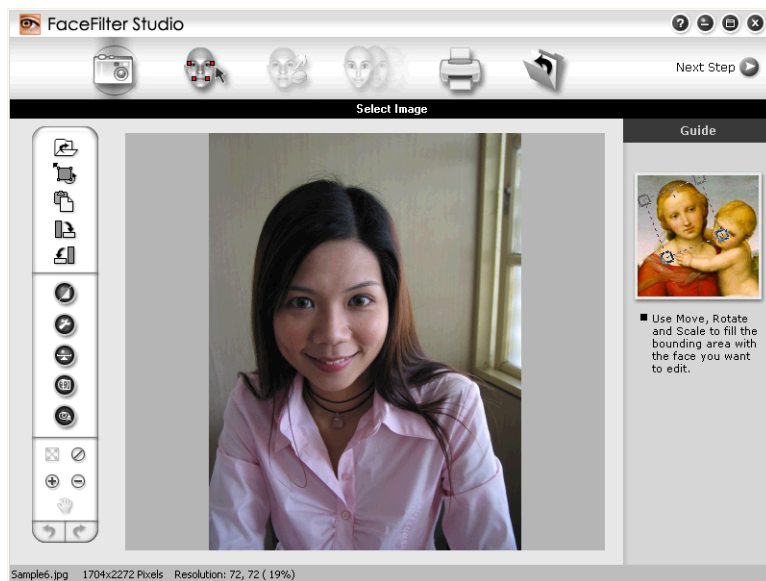 FaceFilter Studio
Next Step
Select Image
Guide
Use Move, Rotate
and Scale to fill the
bounding area with
the face you want
to edit.
Sample6.jpg 1704x2272 Pixels Resolution: 72, 72 ( 19%)